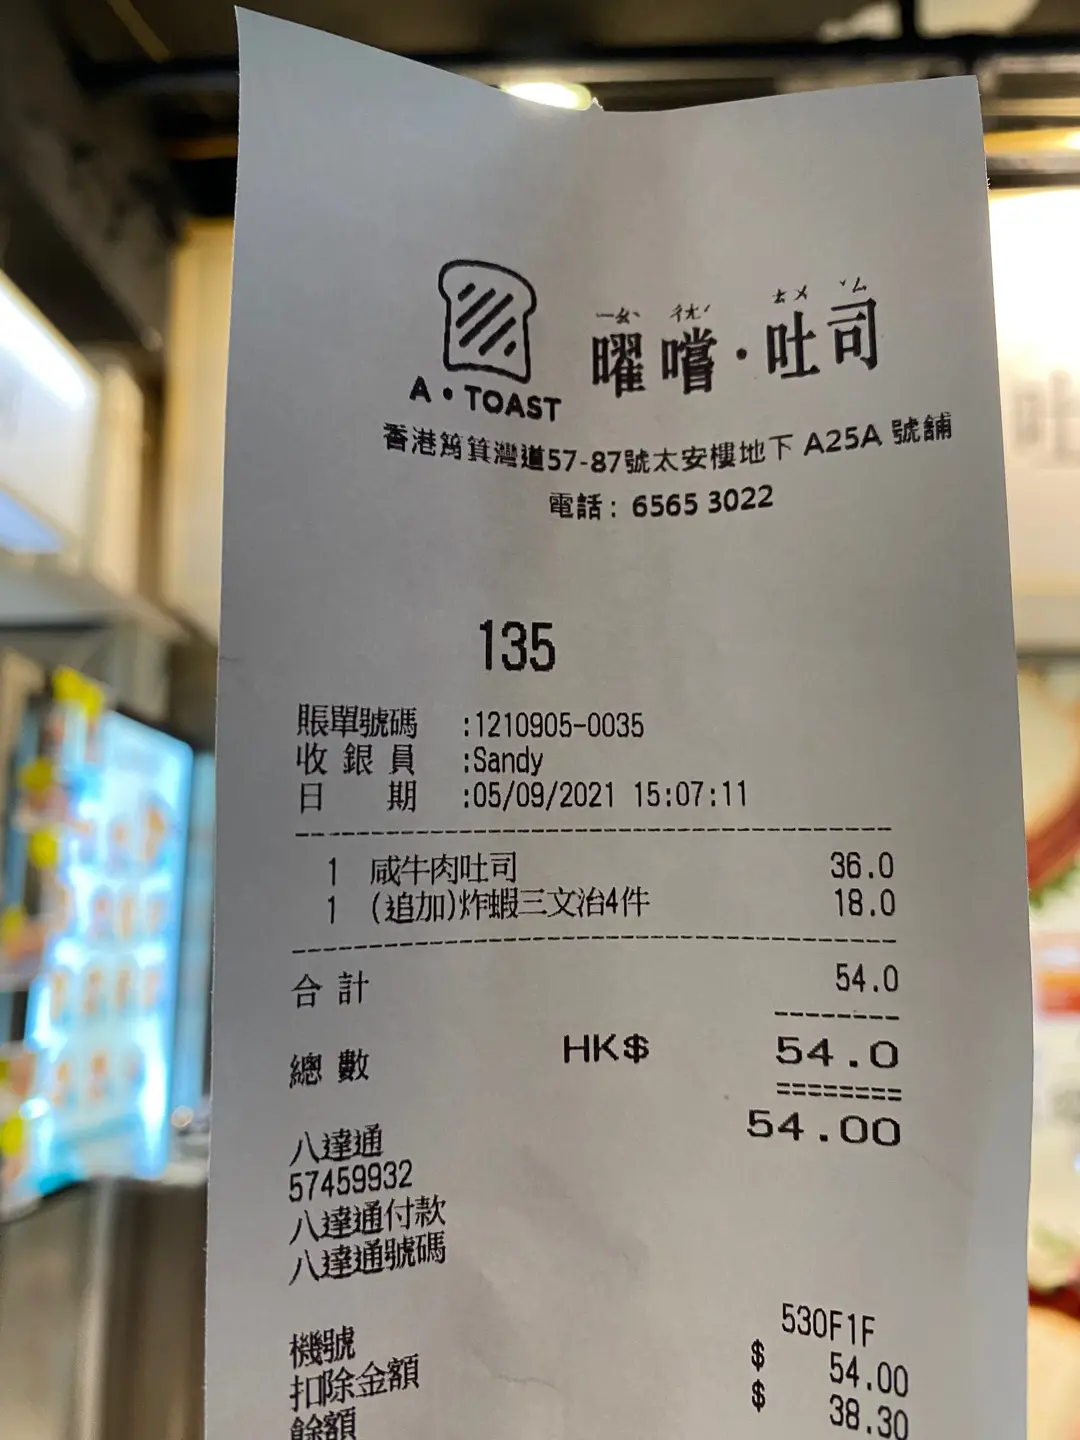 ㄧㄠˋ ㄔㄤˊ ㄊㄨˇ ㄙ
曜嚐·吐司
A•TOAST
香港筲箕灣道57-87號太安樓地下 A25A 號舖
電話: 6565 3022
135
賬單號碼 :1210905-0035
收銀員 :Sandy
日期 :05/09/2021 15:07:11
1 咸牛肉吐司 36.0
1 (追加)炸蝦三文治4件 18.0
合計 54.0
總數 HK$ 54.0
八達通 54.00
57459932
八達通付款
八達通號碼
機號 530F1F
扣除金額 $ 54.00
餘額 $ 38.30